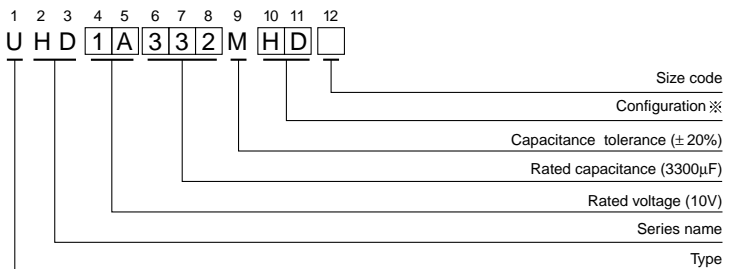 1 2 3 4 5 6 7 8 9 10 11 12
U H D 1 A 3 3 2 M H D
Size code
Configuration ※
Capacitance tolerance (± 20%)
Rated capacitance (3300µF)
Rated voltage (10V)
Series name
Type